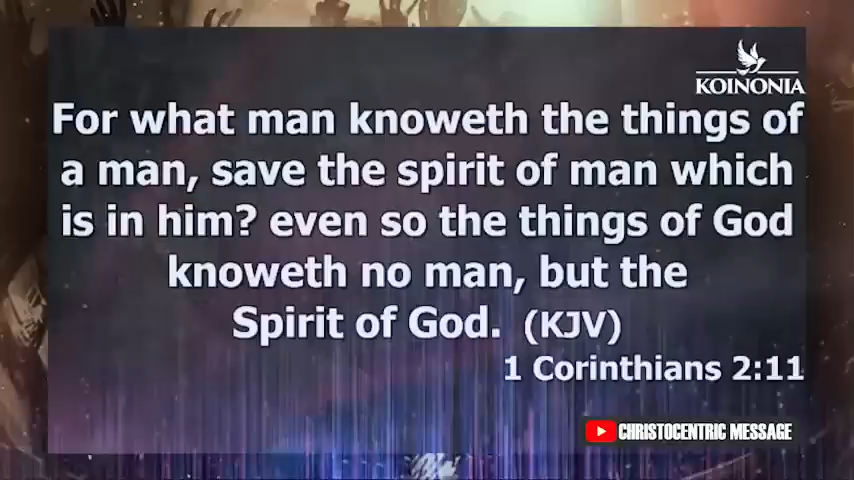 KOINONIA
For what man knoweth the things of
a man, save the spirit of man which
is in him? even so the things of God
knoweth no man, but the
Spirit of God. (KJV)
1 Corinthians 2:11
CHRISTOCENTRIC MESSAGE